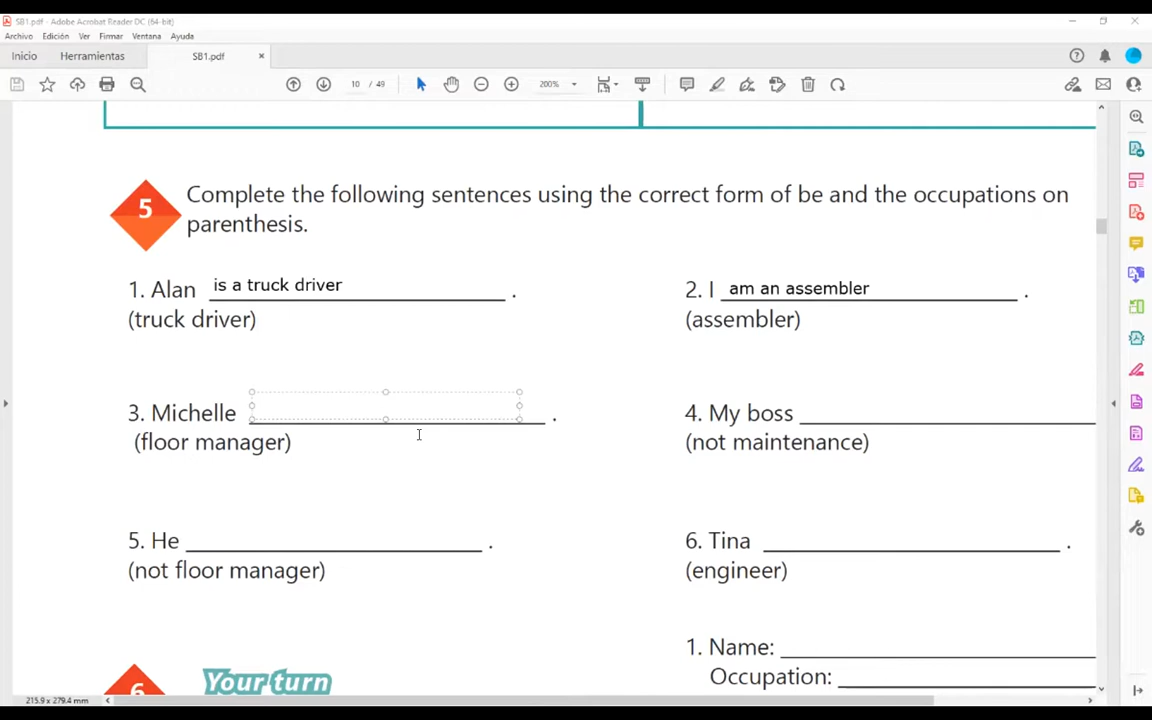 SB1.pdf - Adobe Acrobat Reader DC (64-bit)
Archivo Edición Ver Firmar Ventana Ayuda
Inicio Herramientas SB1.pdf
10 / 49 200%
5 Complete the following sentences using the correct form of be and the occupations on
parenthesis.
1. Alan is a truck driver .
(truck driver)
2. I am an assembler .
(assembler)
3. Michelle .
(floor manager)
4. My boss
(not maintenance)
5. He .
(not floor manager)
6. Tina .
(engineer)
1. Name:
Occupation:
6 Your turn
215.9 x 279.4 mm